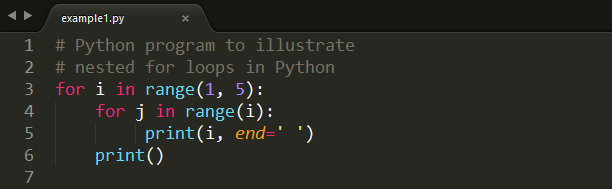 example1.py
1 # Python program to illustrate
2 # nested for loops in Python
3 for i in range(1, 5):
4     for j in range(i):
5         print(i, end=' ')
6     print()
7